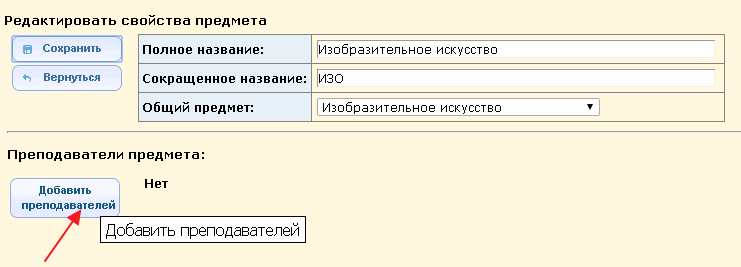 Редактировать свойства предмета
Сохранить
Вернуться
Полное название: Изобразительное искусство
Сокращенное название: ИЗО
Общий предмет: Изобразительное искусство
Преподаватели предмета:
Добавить
преподавателей
Нет
Добавить преподавателей